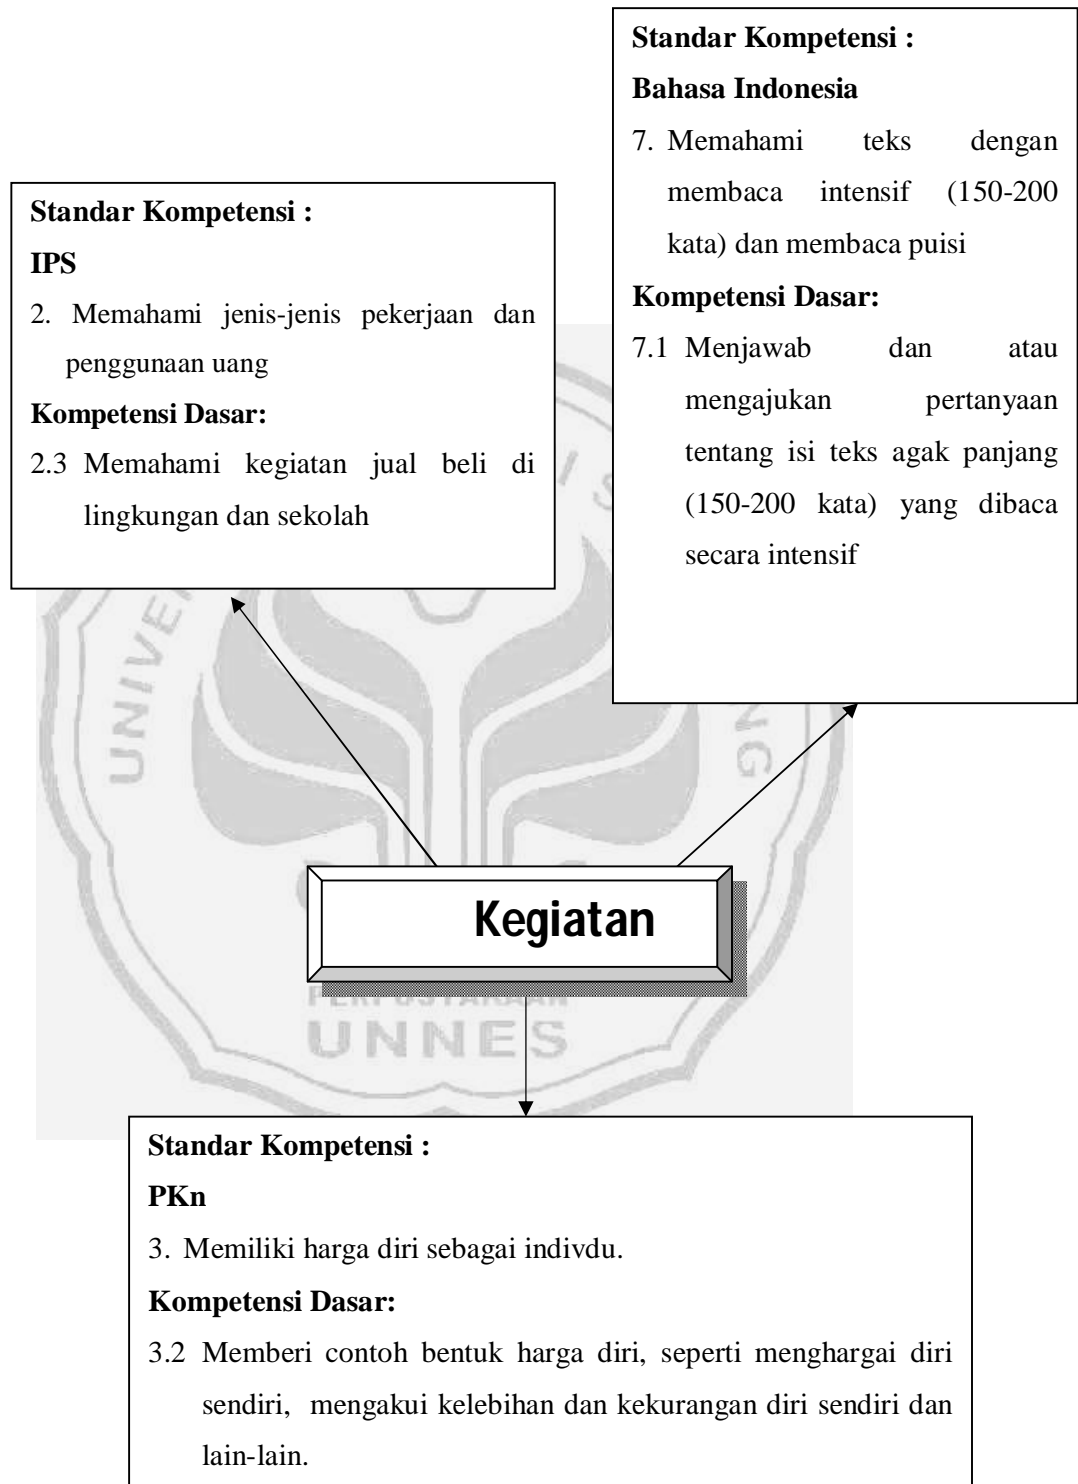 Standar Kompetensi :
Bahasa Indonesia
7. Memahami teks dengan
membaca intensif (150-200
kata) dan membaca puisi
Kompetensi Dasar:
7.1 Menjawab dan atau
mengajukan pertanyaan
tentang isi teks agak panjang
(150-200 kata) yang dibaca
secara intensif
Standar Kompetensi :
IPS
2. Memahami jenis-jenis pekerjaan dan
penggunaan uang
Kompetensi Dasar:
2.3 Memahami kegiatan jual beli di
lingkungan dan sekolah
Kegiatan
UNNES
Standar Kompetensi :
PKn
3. Memiliki harga diri sebagai indivdu.
Kompetensi Dasar:
3.2 Memberi contoh bentuk harga diri, seperti menghargai diri
sendiri, mengakui kelebihan dan kekurangan diri sendiri dan
lain-lain.